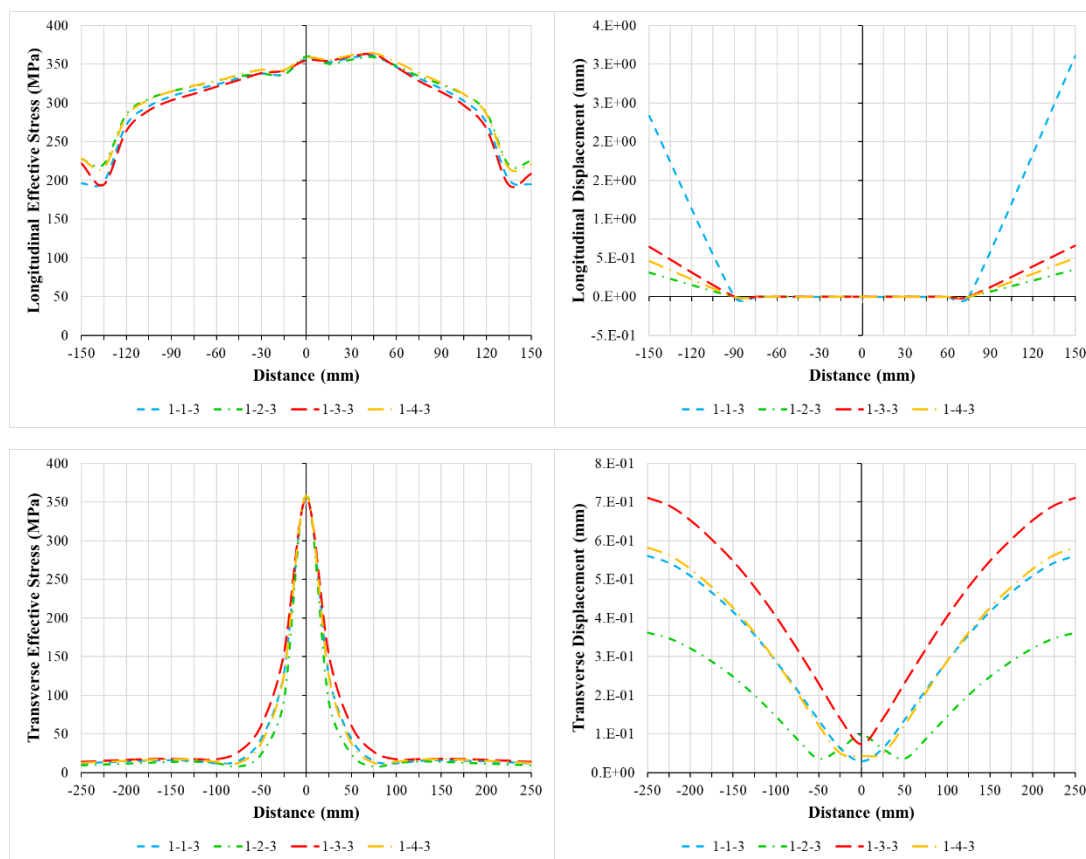 Longitudinal Effective Stress (MPa)
400
350
300
250
200
150
100
50
0
-150 -120 -90 -60 -30 0 30 60 90 120 150
Distance (mm)
1-1-3 1-2-3 1-3-3 1-4-3
Longitudinal Displacement (mm)
4.E+00
3.E+00
3.E+00
2.E+00
2.E+00
1.E+00
5.E-01
0.E+00
-5.E-01
-150 -120 -90 -60 -30 0 30 60 90 120 150
Distance (mm)
1-1-3 1-2-3 1-3-3 1-4-3
Transverse Effective Stress (MPa)
400
350
300
250
200
150
100
50
0
-250 -200 -150 -100 -50 0 50 100 150 200 250
Distance (mm)
1-1-3 1-2-3 1-3-3 1-4-3
Transverse Displacement (mm)
8.E-01
7.E-01
6.E-01
5.E-01
4.E-01
3.E-01
2.E-01
1.E-01
0.E+00
-250 -200 -150 -100 -50 0 50 100 150 200 250
Distance (mm)
1-1-3 1-2-3 1-3-3 1-4-3